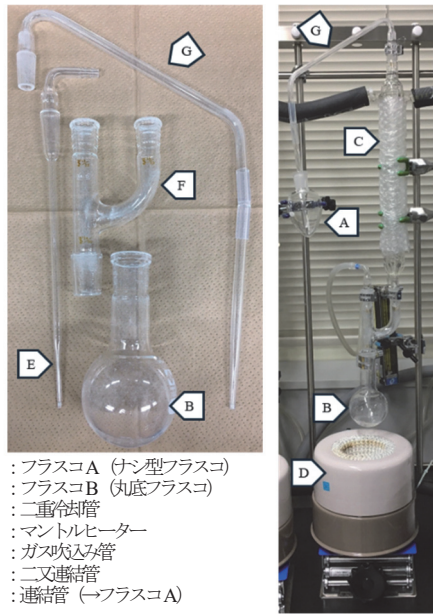 G
F
E
B
G
C
A
B
D
：フラスコA（ナシ型フラスコ）
：フラスコB（丸底フラスコ）
：二重冷却管
：マントルヒーター
：ガス吹込み管
：二又連結管
：連結管（→フラスコA）